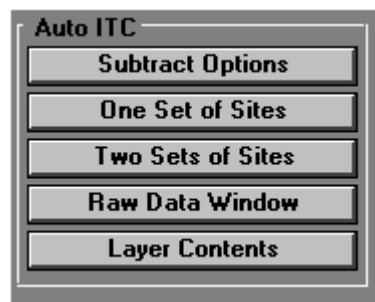 Auto ITC
Subtract Options
One Set of Sites
Two Sets of Sites
Raw Data Window
Layer Contents